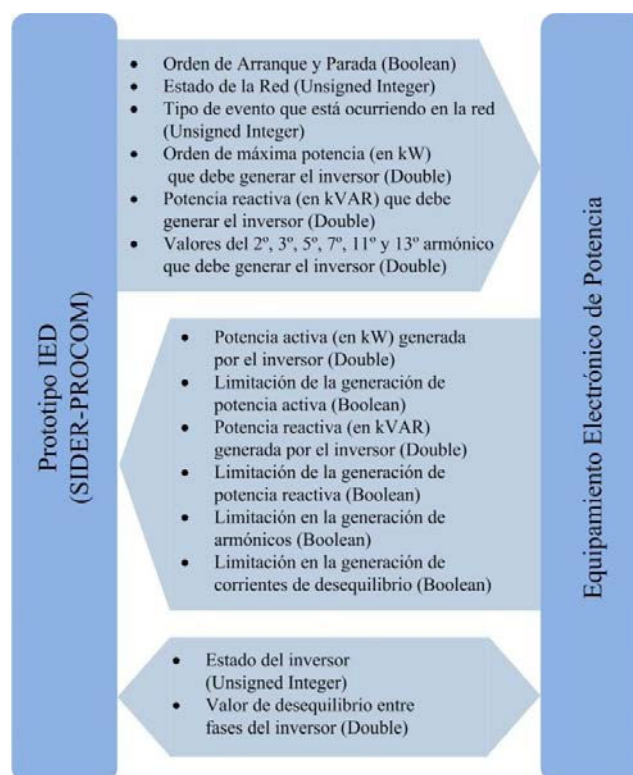 Prototipo IED
(SIDER-PROCOM)
• Orden de Arranque y Parada (Boolean)
• Estado de la Red (Unsigned Integer)
• Tipo de evento que está ocurriendo en la red
(Unsigned Integer)
• Orden de máxima potencia (en kW)
que debe generar el inversor (Double)
• Potencia reactiva (en kVAR) que debe
generar el inversor (Double)
• Valores del 2º, 3º, 5º, 7º, 11º y 13º armónico
que debe generar el inversor (Double)
• Potencia activa (en kW) generada
por el inversor (Double)
• Limitación de la generación de
potencia activa (Boolean)
• Potencia reactiva (en kVAR)
generada por el inversor (Double)
• Limitación de la generación de
potencia reactiva (Boolean)
• Limitación en la generación de
armónicos (Boolean)
• Limitación en la generación de
corrientes de desequilibrio (Boolean)
• Estado del inversor
(Unsigned Integer)
• Valor de desequilibrio entre
fases del inversor (Double)
Equipamiento Electrónico de Potencia